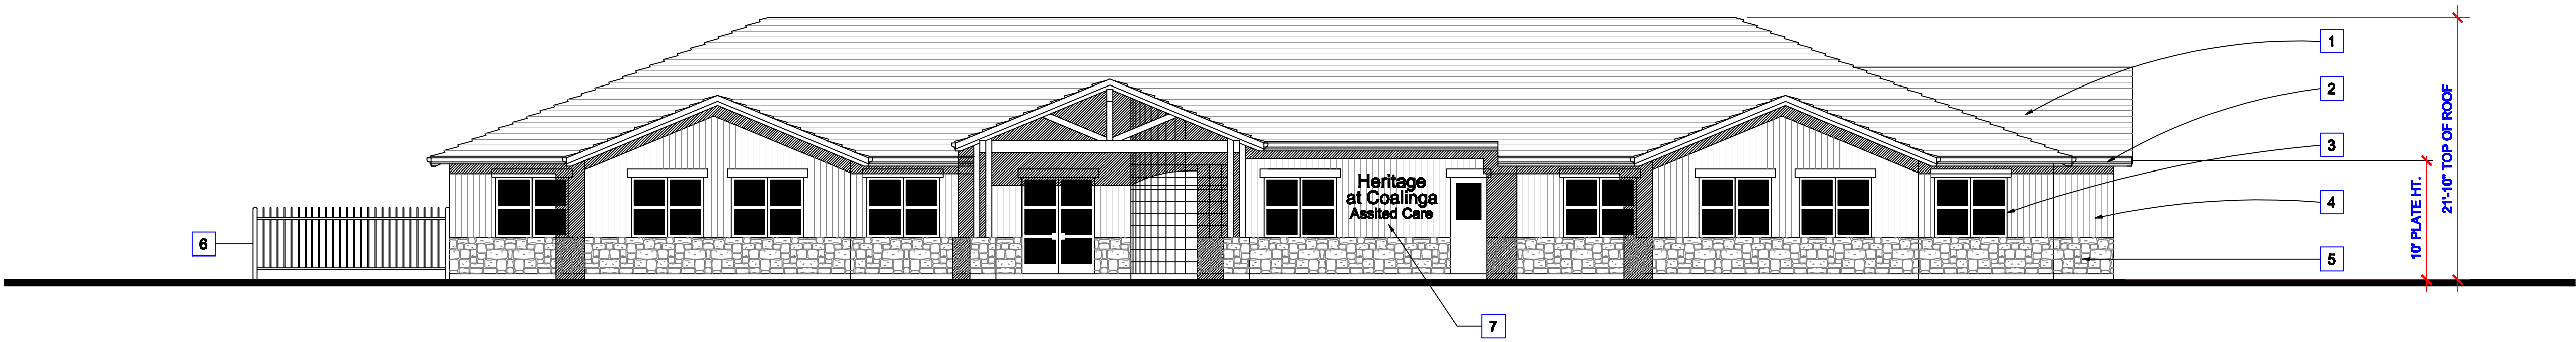 1
2
3
4
5
6
7
Heritage
at Coalinga
Assited Care
10' PLATE HT.
21'-10" TOP OF ROOF